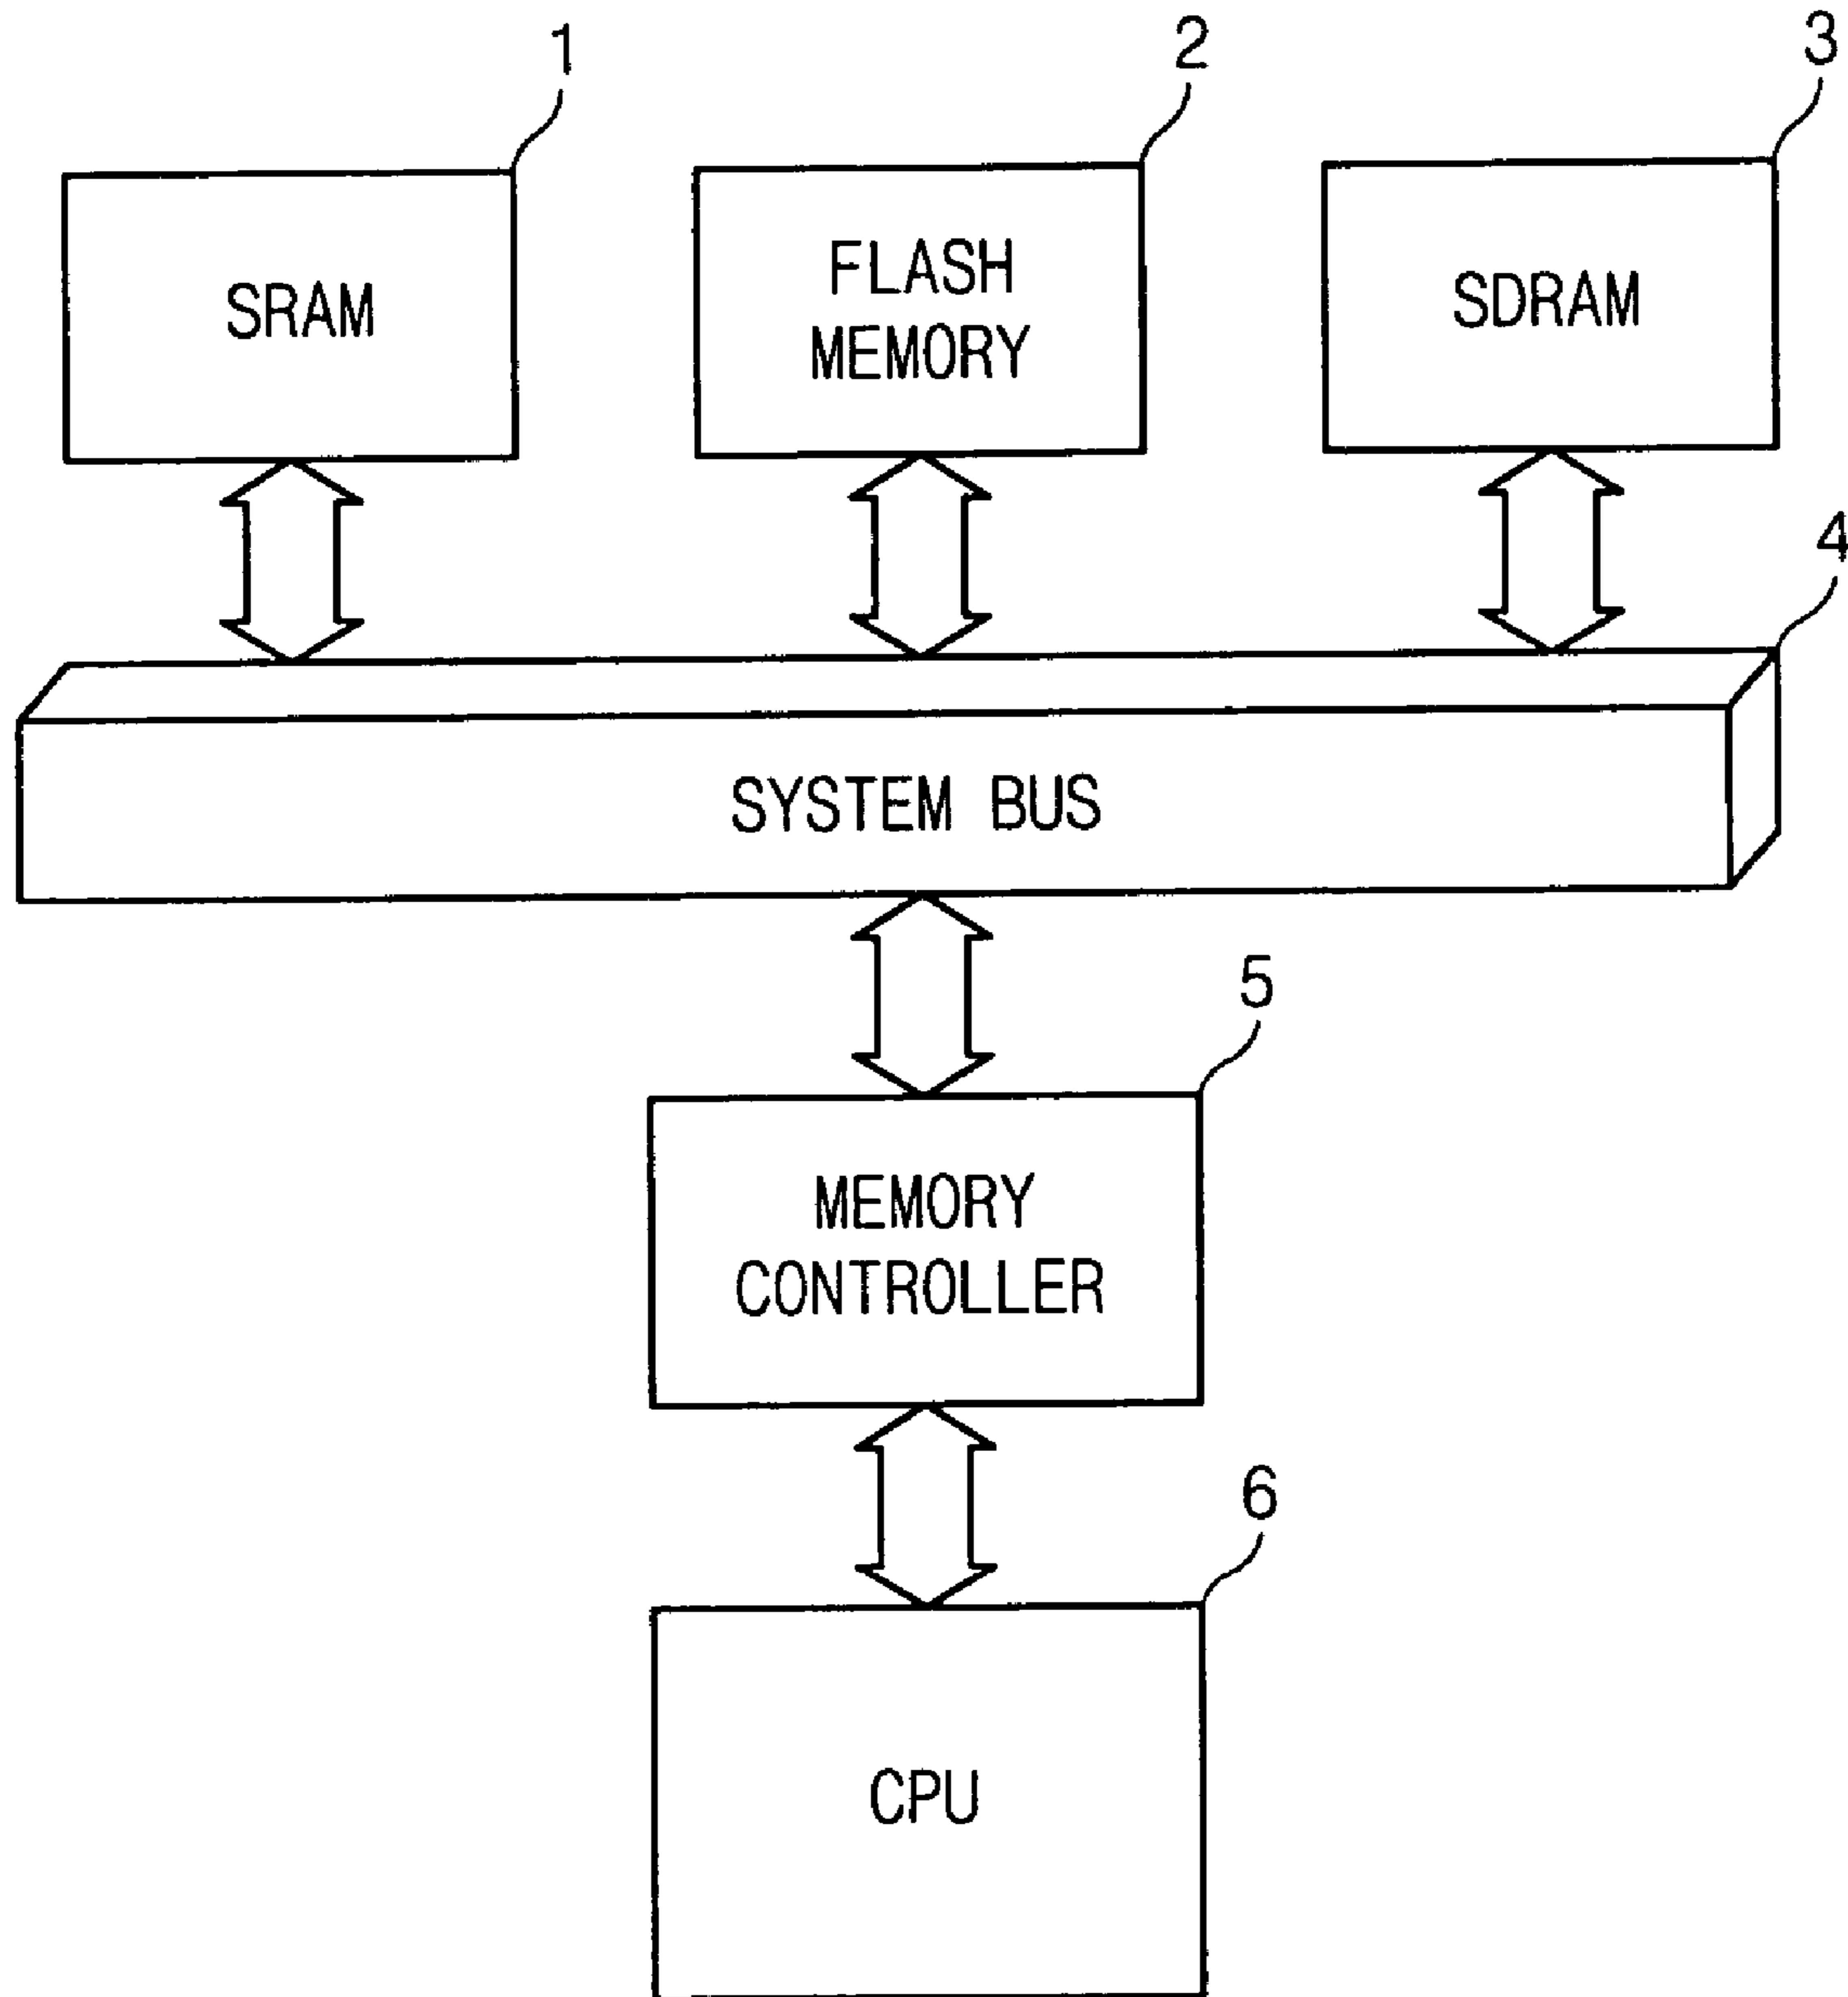 1
2
3
SRAM
FLASH
MEMORY
SDRAM
4
SYSTEM BUS
5
MEMORY
CONTROLLER
6
CPU